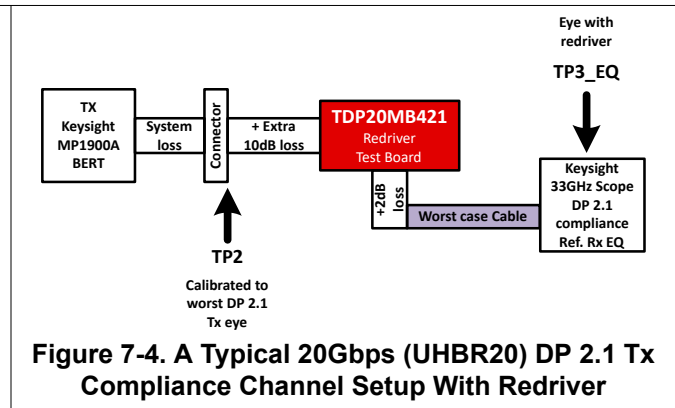 Eye with
redriver
TP3_EQ
TX
Keysight
MP1900A
BERT
System
loss
Connector
+ Extra
10dB loss
TDP20MB421
Redriver
Test Board
+2dB
loss
Worst case Cable
Keysight
33GHz Scope
DP 2.1
compliance
Ref. Rx EQ
TP2
Calibrated to
worst DP 2.1
Tx eye
Figure 7-4. A Typical 20Gbps (UHBR20) DP 2.1 Tx
Compliance Channel Setup With Redriver